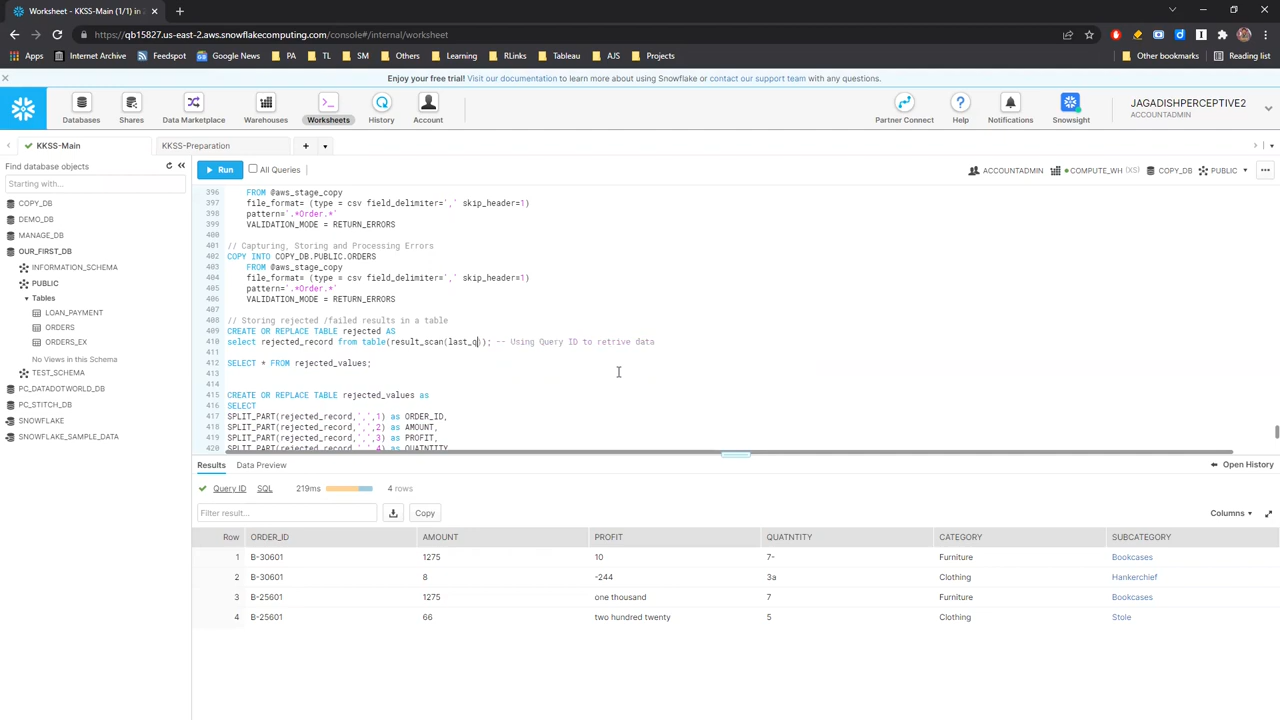 Worksheet - KKSS-Main (1/1) in
https://qb15827.us-east-2.aws.snowflakecomputing.com/console#/internal/worksheet
Apps
Internet Archive
Feedspot
Google News
PA
TL
SM
Others
Learning
RLinks
Tableau
AJS
Projects
Other bookmarks
Reading list
Enjoy your free trial! Visit our documentation to learn more about using Snowflake or contact our support team with any questions.
Databases
Shares
Data Marketplace
Warehouses
Worksheets
History
Account
Partner Connect
Help
Notifications
Snowsight
JAGADISHPERCEPTIVE2
ACCOUNTADMIN
KKSS-Main
KKSS-Preparation
Find database objects
Starting with...
COPY_DB
DEMO_DB
MANAGE_DB
OUR_FIRST_DB
INFORMATION_SCHEMA
PUBLIC
Tables
LOAN_PAYMENT
ORDERS
ORDERS_EX
No Views in this Schema
TEST_SCHEMA
PC_DATADOTWORLD_DB
PC_STITCH_DB
SNOWFLAKE
SNOWFLAKE_SAMPLE_DATA
Run
All Queries
ACCOUNTADMIN
COMPUTE_WH (XS)
COPY_DB
PUBLIC
396 FROM @aws_stage_copy
397 file_format= (type = csv field_delimiter=',' skip_header=1)
398 pattern='.*Order.*'
399 VALIDATION_MODE = RETURN_ERRORS
400
401 // Capturing, Storing and Processing Errors
402 COPY INTO COPY_DB.PUBLIC.ORDERS
403 FROM @aws_stage_copy
404 file_format= (type = csv field_delimiter=',' skip_header=1)
405 pattern='.*Order.*'
406 VALIDATION_MODE = RETURN_ERRORS
407
408 // Storing rejected /failed results in a table
409 CREATE OR REPLACE TABLE rejected AS
410 select rejected_record from table(result_scan(last_q)); -- Using Query ID to retrive data
411
412 SELECT * FROM rejected_values;
413
414
415 CREATE OR REPLACE TABLE rejected_values as
416 SELECT
417 SPLIT_PART(rejected_record,',',1) as ORDER_ID,
418 SPLIT_PART(rejected_record,',',2) as AMOUNT,
419 SPLIT_PART(rejected_record,',',3) as PROFIT,
420 SPLIT_PART(rejected_record,',',4) as QUATNTITY,
Results
Data Preview
Open History
Query ID
SQL
219ms
4 rows
Filter result...
Copy
Columns
Row ORDER_ID AMOUNT PROFIT QUATNTITY CATEGORY SUBCATEGORY
1 B-30601 1275 10 7- Furniture Bookcases
2 B-30601 8 -244 3a Clothing Hankerchief
3 B-25601 1275 one thousand 7 Furniture Bookcases
4 B-25601 66 two hundred twenty 5 Clothing Stole